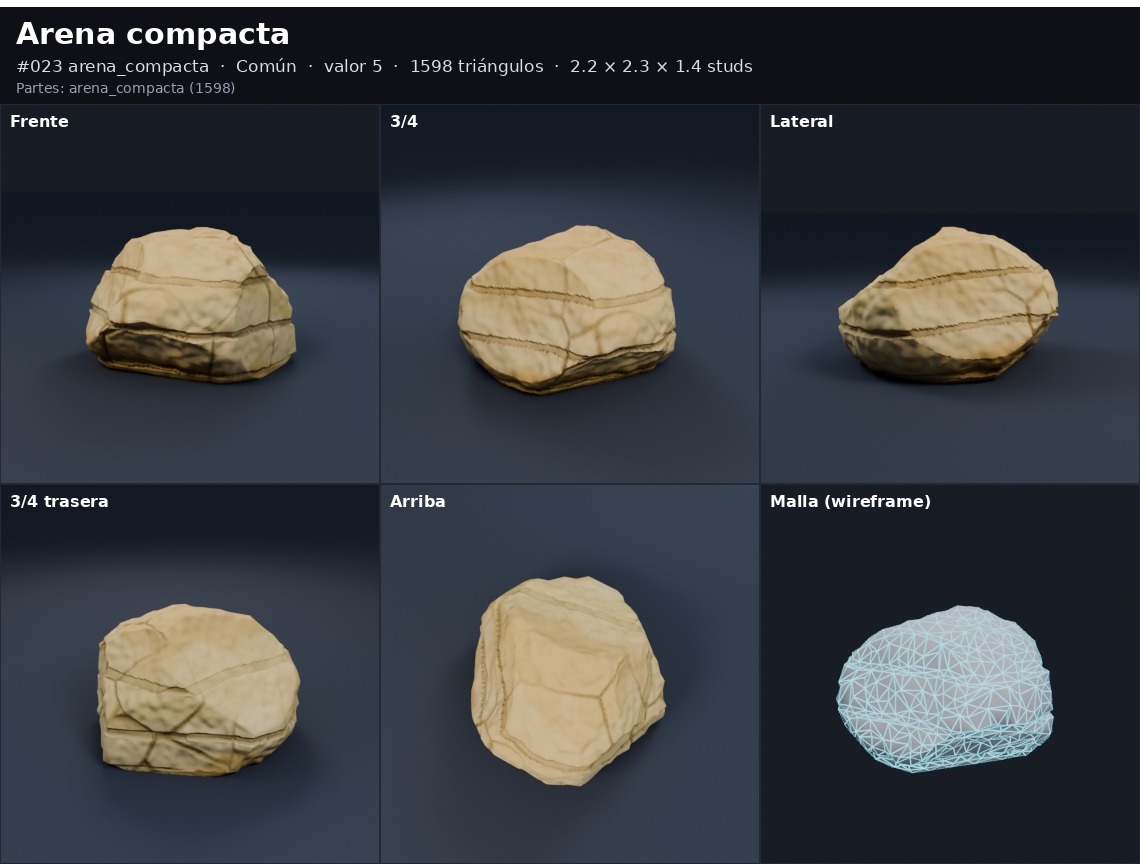 Arena compacta
#023 arena_compacta · Común · valor 5 · 1598 triángulos · 2.2 × 2.3 × 1.4 studs
Partes: arena_compacta (1598)
Frente
3/4
Lateral
3/4 trasera
Arriba
Malla (wireframe)